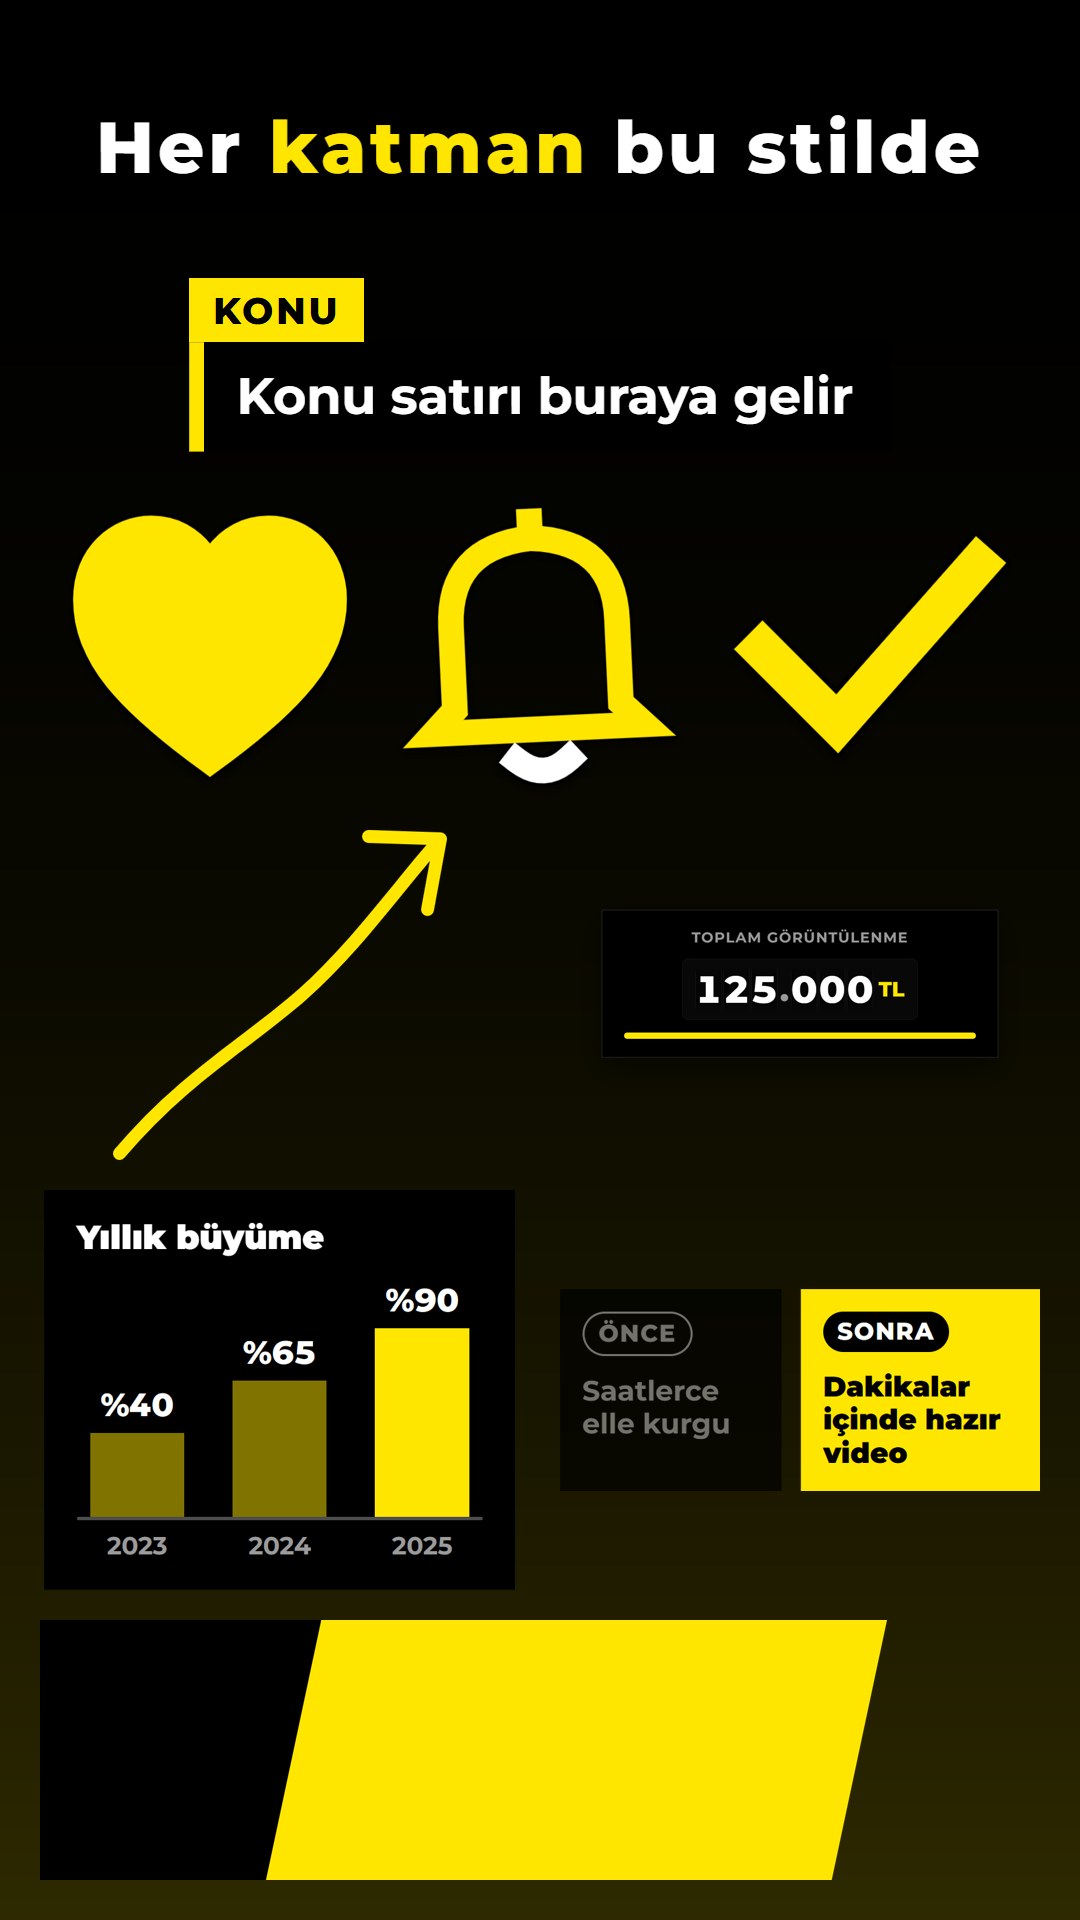 Her katman bu stilde
KONU
Konu satırı buraya gelir
TOPLAM GÖRÜNTÜLENME
125.000 TL
Yıllık büyüme
%40
%65
%90
2023
2024
2025
ÖNCE
Saatlerce
elle kurgu
SONRA
Dakikalar
içinde hazır
video